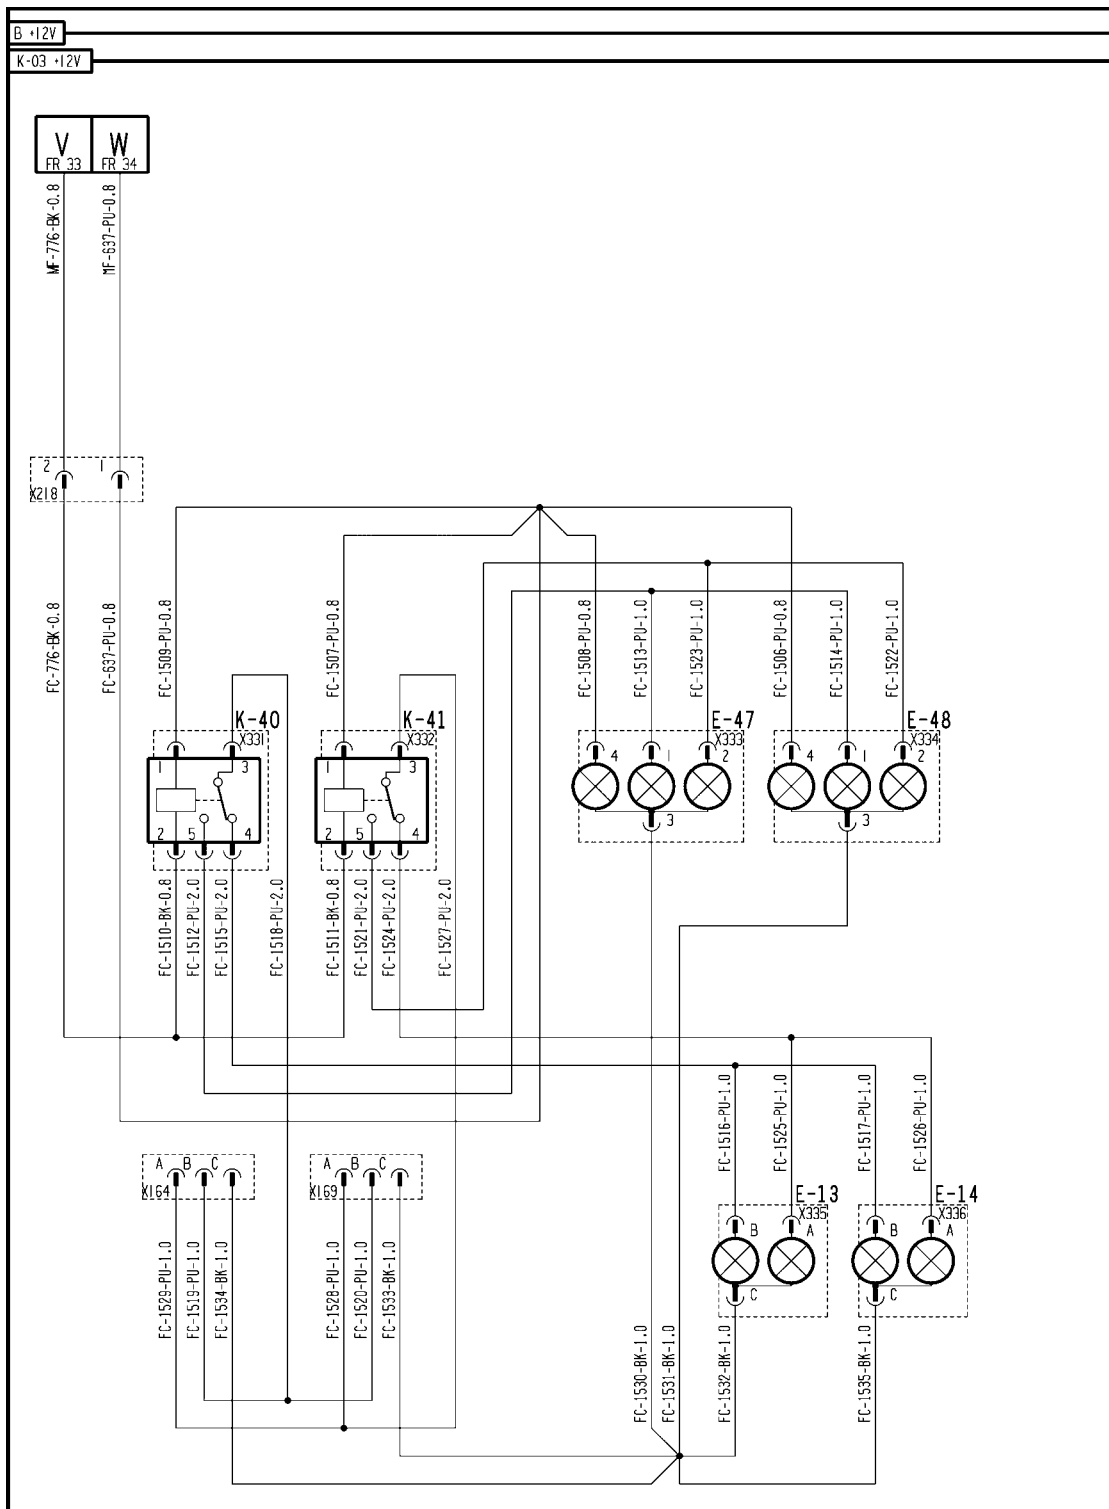 B +12V
K-03 +12V
V W
FR 33 FR 34
MF-776-BK-0.8
MF-637-PU-0.8
2 1
X218
FC-776-BK-0.8
FC-637-PU-0.8
FC-1509-PU-0.8
FC-1507-PU-0.8
FC-1508-PU-0.8
FC-1513-PU-1.0
FC-1523-PU-1.0
FC-1506-PU-0.8
FC-1514-PU-1.0
FC-1522-PU-1.0
K-40 K-41 E-47 E-48
X331 X332 X333 X334
1 3 1 3 4 1 2 4 1 2
2 5 4 2 5 4 3 3
FC-1510-BK-0.8
FC-1512-PU-2.0
FC-1515-PU-2.0
FC-1518-PU-2.0
FC-1511-BK-0.8
FC-1521-PU-2.0
FC-1524-PU-2.0
FC-1527-PU-2.0
FC-1516-PU-1.0
FC-1525-PU-1.0
FC-1517-PU-1.0
FC-1526-PU-1.0
A B C A B C
X164 X169
E-13 E-14
X335 X336
B A B A
C C
FC-1529-PU-1.0
FC-1519-PU-1.0
FC-1534-BK-1.0
FC-1528-PU-1.0
FC-1520-PU-1.0
FC-1533-BK-1.0
FC-1530-BK-1.0
FC-1531-BK-1.0
FC-1532-BK-1.0
FC-1535-BK-1.0